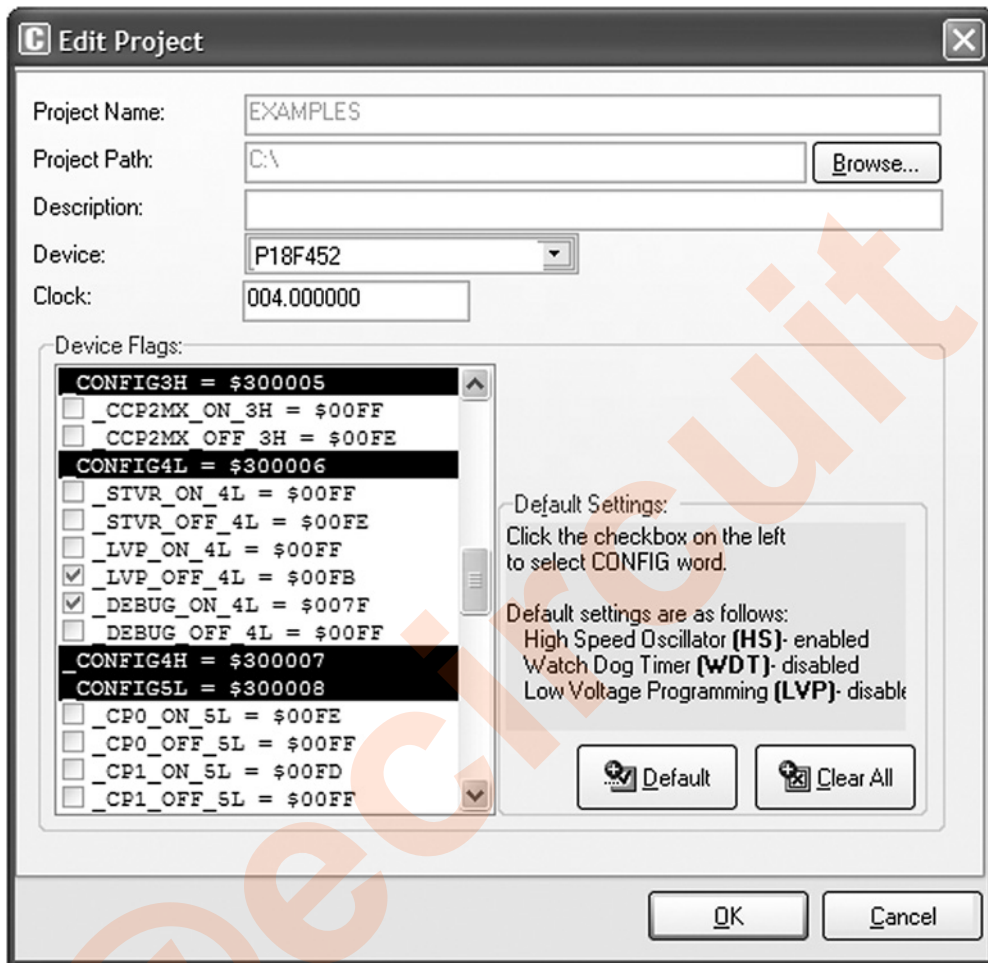 C Edit Project
Project Name: EXAMPLES
Project Path: C:\ Browse...
Description:
Device: P18F452
Clock: 004.000000
Device Flags:
_CONFIG3H = $300005
_CCP2MX_ON_3H = $00FF
_CCP2MX_OFF_3H = $00FE
_CONFIG4L = $300006
_STVR_ON_4L = $00FF
_STVR_OFF_4L = $00FE
_LVP_ON_4L = $00FF
_LVP_OFF_4L = $00FB
_DEBUG_ON_4L = $007F
_DEBUG_OFF_4L = $00FF
_CONFIG4H = $300007
_CONFIG5L = $300008
_CP0_ON_5L = $00FE
_CP0_OFF_5L = $00FF
_CP1_ON_5L = $00FD
_CP1_OFF_5L = $00FF
Default Settings:
Click the checkbox on the left
to select CONFIG word.
Default settings are as follows:
High Speed Oscillator (HS)- enabled
Watch Dog Timer (WDT)- disabled
Low Voltage Programming (LVP)- disable
Default
Clear All
OK
Cancel
@ecircuit